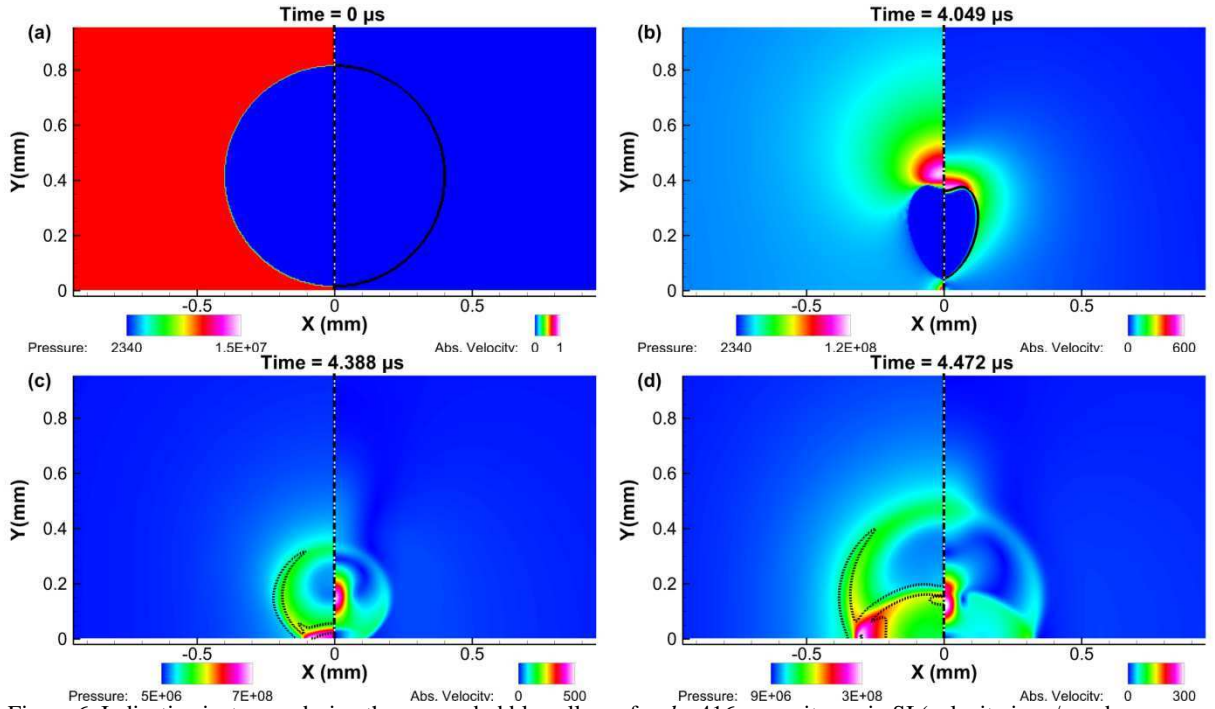 Time = 0 µs
(a)
Y(mm)
0.8
0.6
0.4
0.2
0
-0.5
0
0.5
X (mm)
Pressure: 2340 1.5E+07
Abs. Velocity: 0 1
Time = 4.049 µs
(b)
Y(mm)
0.8
0.6
0.4
0.2
0
-0.5
0
0.5
X (mm)
Pressure: 2340 1.2E+08
Abs. Velocity: 0 600
Time = 4.388 µs
(c)
Y(mm)
0.8
0.6
0.4
0.2
0
-0.5
0
0.5
X (mm)
Pressure: 5E+06 7E+08
Abs. Velocity: 0 500
Time = 4.472 µs
(d)
Y(mm)
0.8
0.6
0.4
0.2
0
-0.5
0
0.5
X (mm)
Pressure: 9E+06 3E+08
Abs. Velocity: 0 300